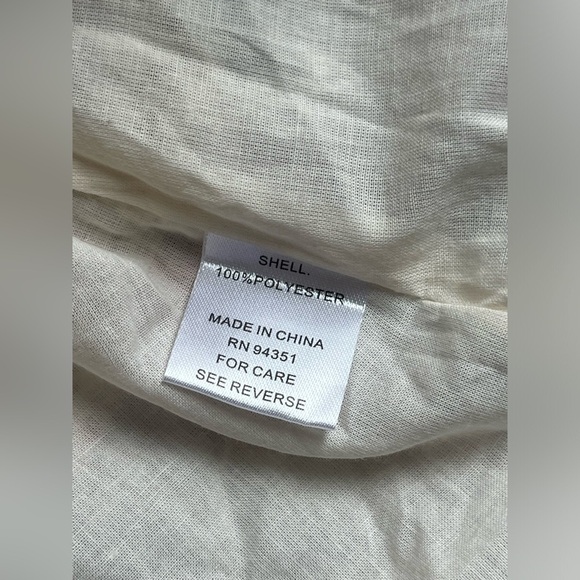 SHELL.
100%POLYESTER
MADE IN CHINA
RN 94351
FOR CARE
SEE REVERSE